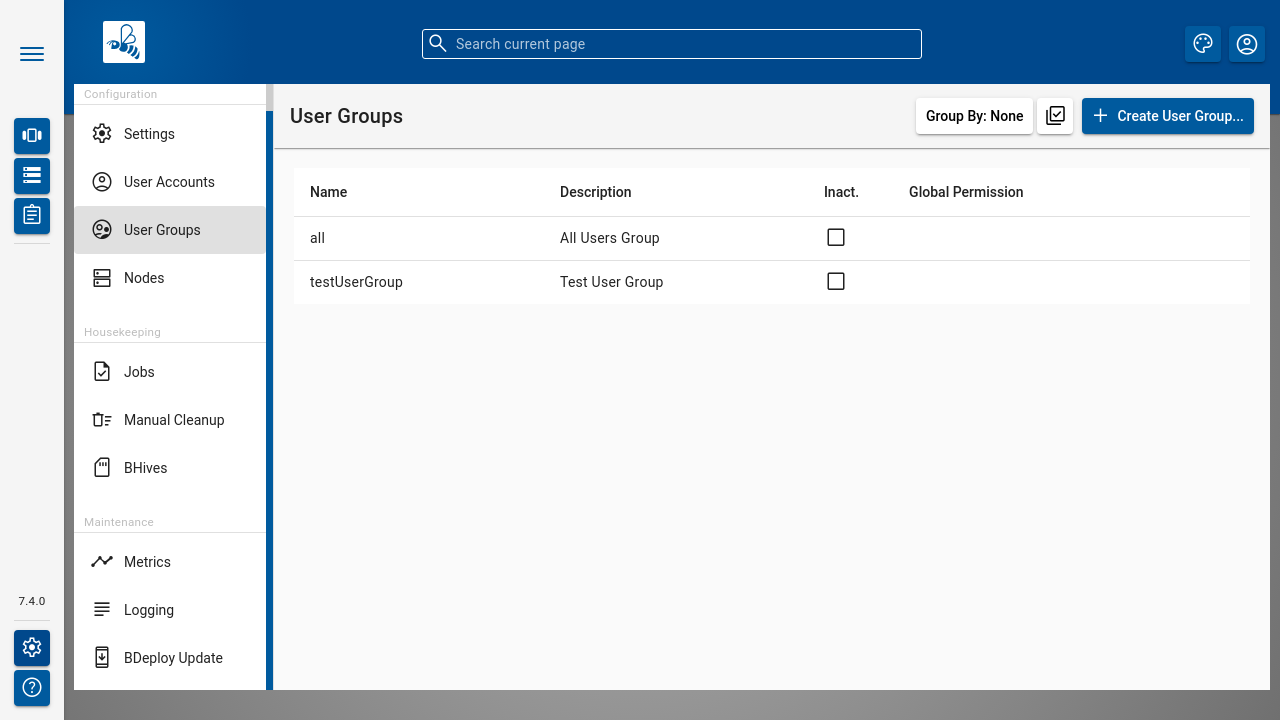 Search current page
Configuration
Settings
User Accounts
User Groups
Nodes
Housekeeping
Jobs
Manual Cleanup
BHives
Maintenance
Metrics
Logging
BDeploy Update
7.4.0
User Groups
Group By: None
Create User Group...
Name Description Inact. Global Permission
all All Users Group
testUserGroup Test User Group